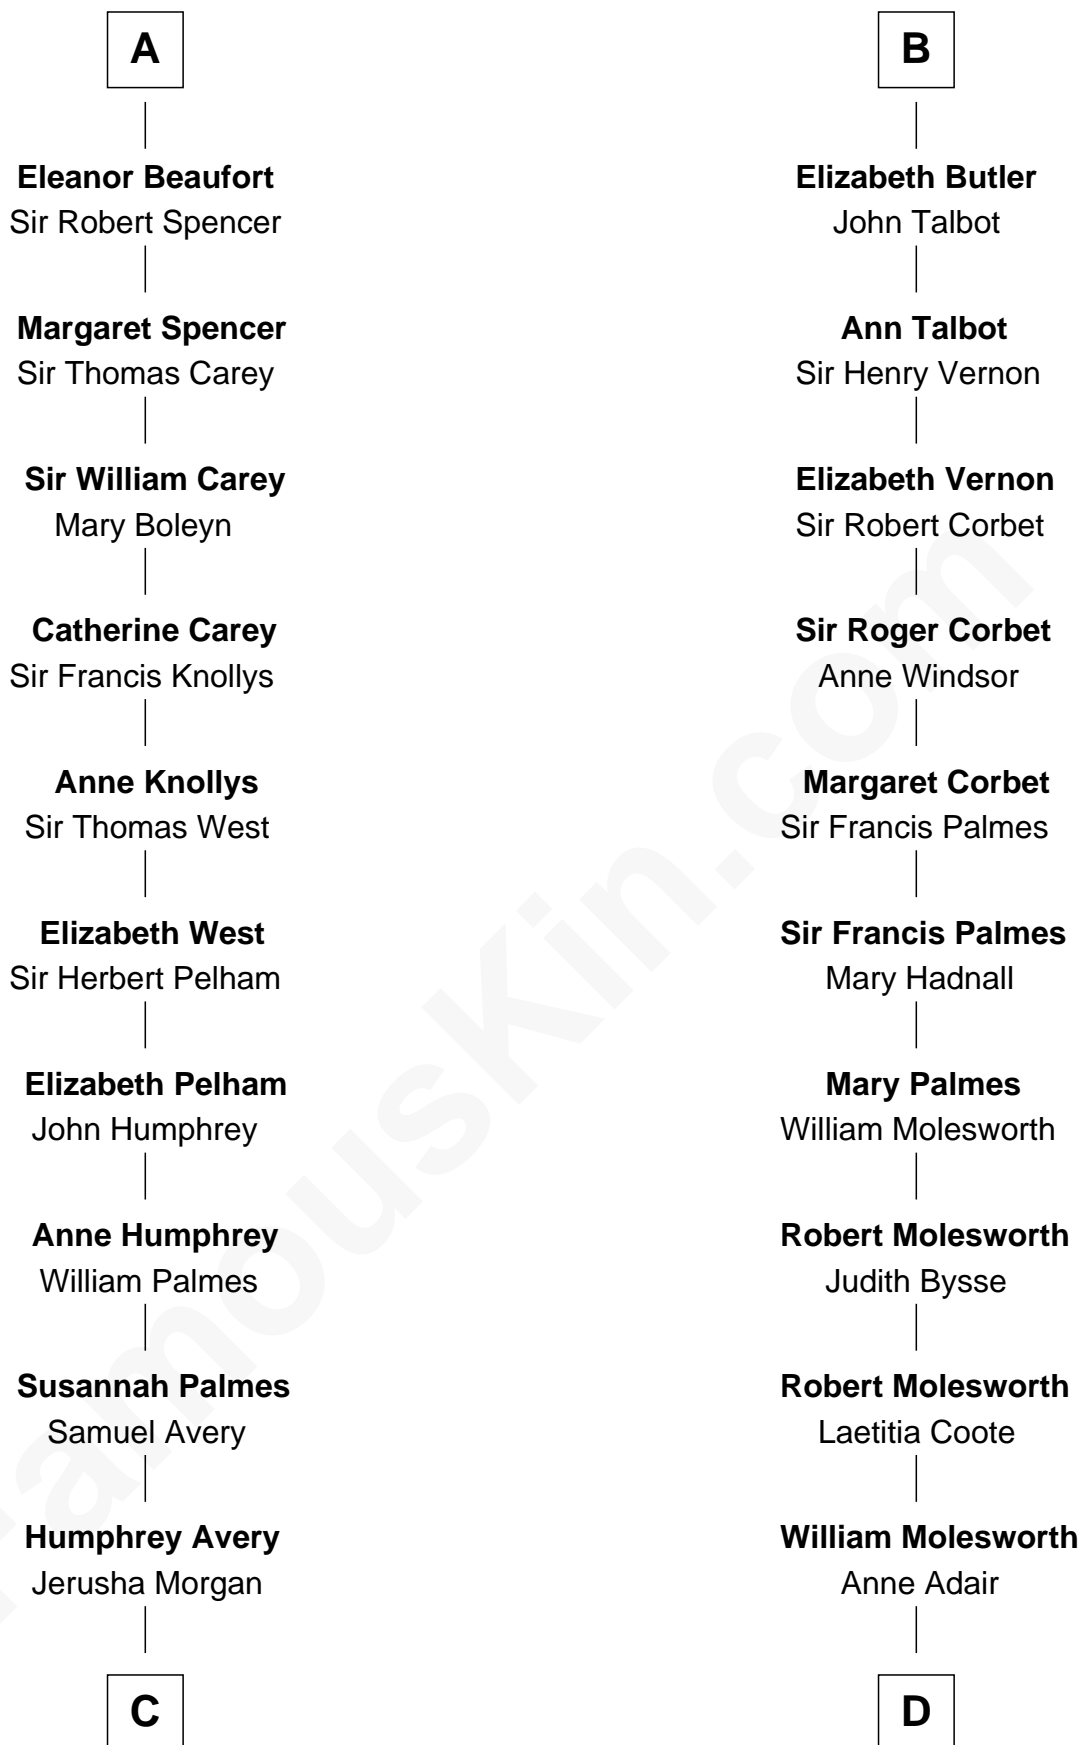 A
Eleanor Beaufort
Sir Robert Spencer
Margaret Spencer
Sir Thomas Carey
Sir William Carey
Mary Boleyn
Catherine Carey
Sir Francis Knollys
Anne Knollys
Sir Thomas West
Elizabeth West
Sir Herbert Pelham
Elizabeth Pelham
John Humphrey
Anne Humphrey
William Palmes
Susannah Palmes
Samuel Avery
Humphrey Avery
Jerusha Morgan
C
B
Elizabeth Butler
John Talbot
Ann Talbot
Sir Henry Vernon
Elizabeth Vernon
Sir Robert Corbet
Sir Roger Corbet
Anne Windsor
Margaret Corbet
Sir Francis Palmes
Sir Francis Palmes
Mary Hadnall
Mary Palmes
William Molesworth
Robert Molesworth
Judith Bysse
Robert Molesworth
Laetitia Coote
William Molesworth
Anne Adair
D
FamousKin.com